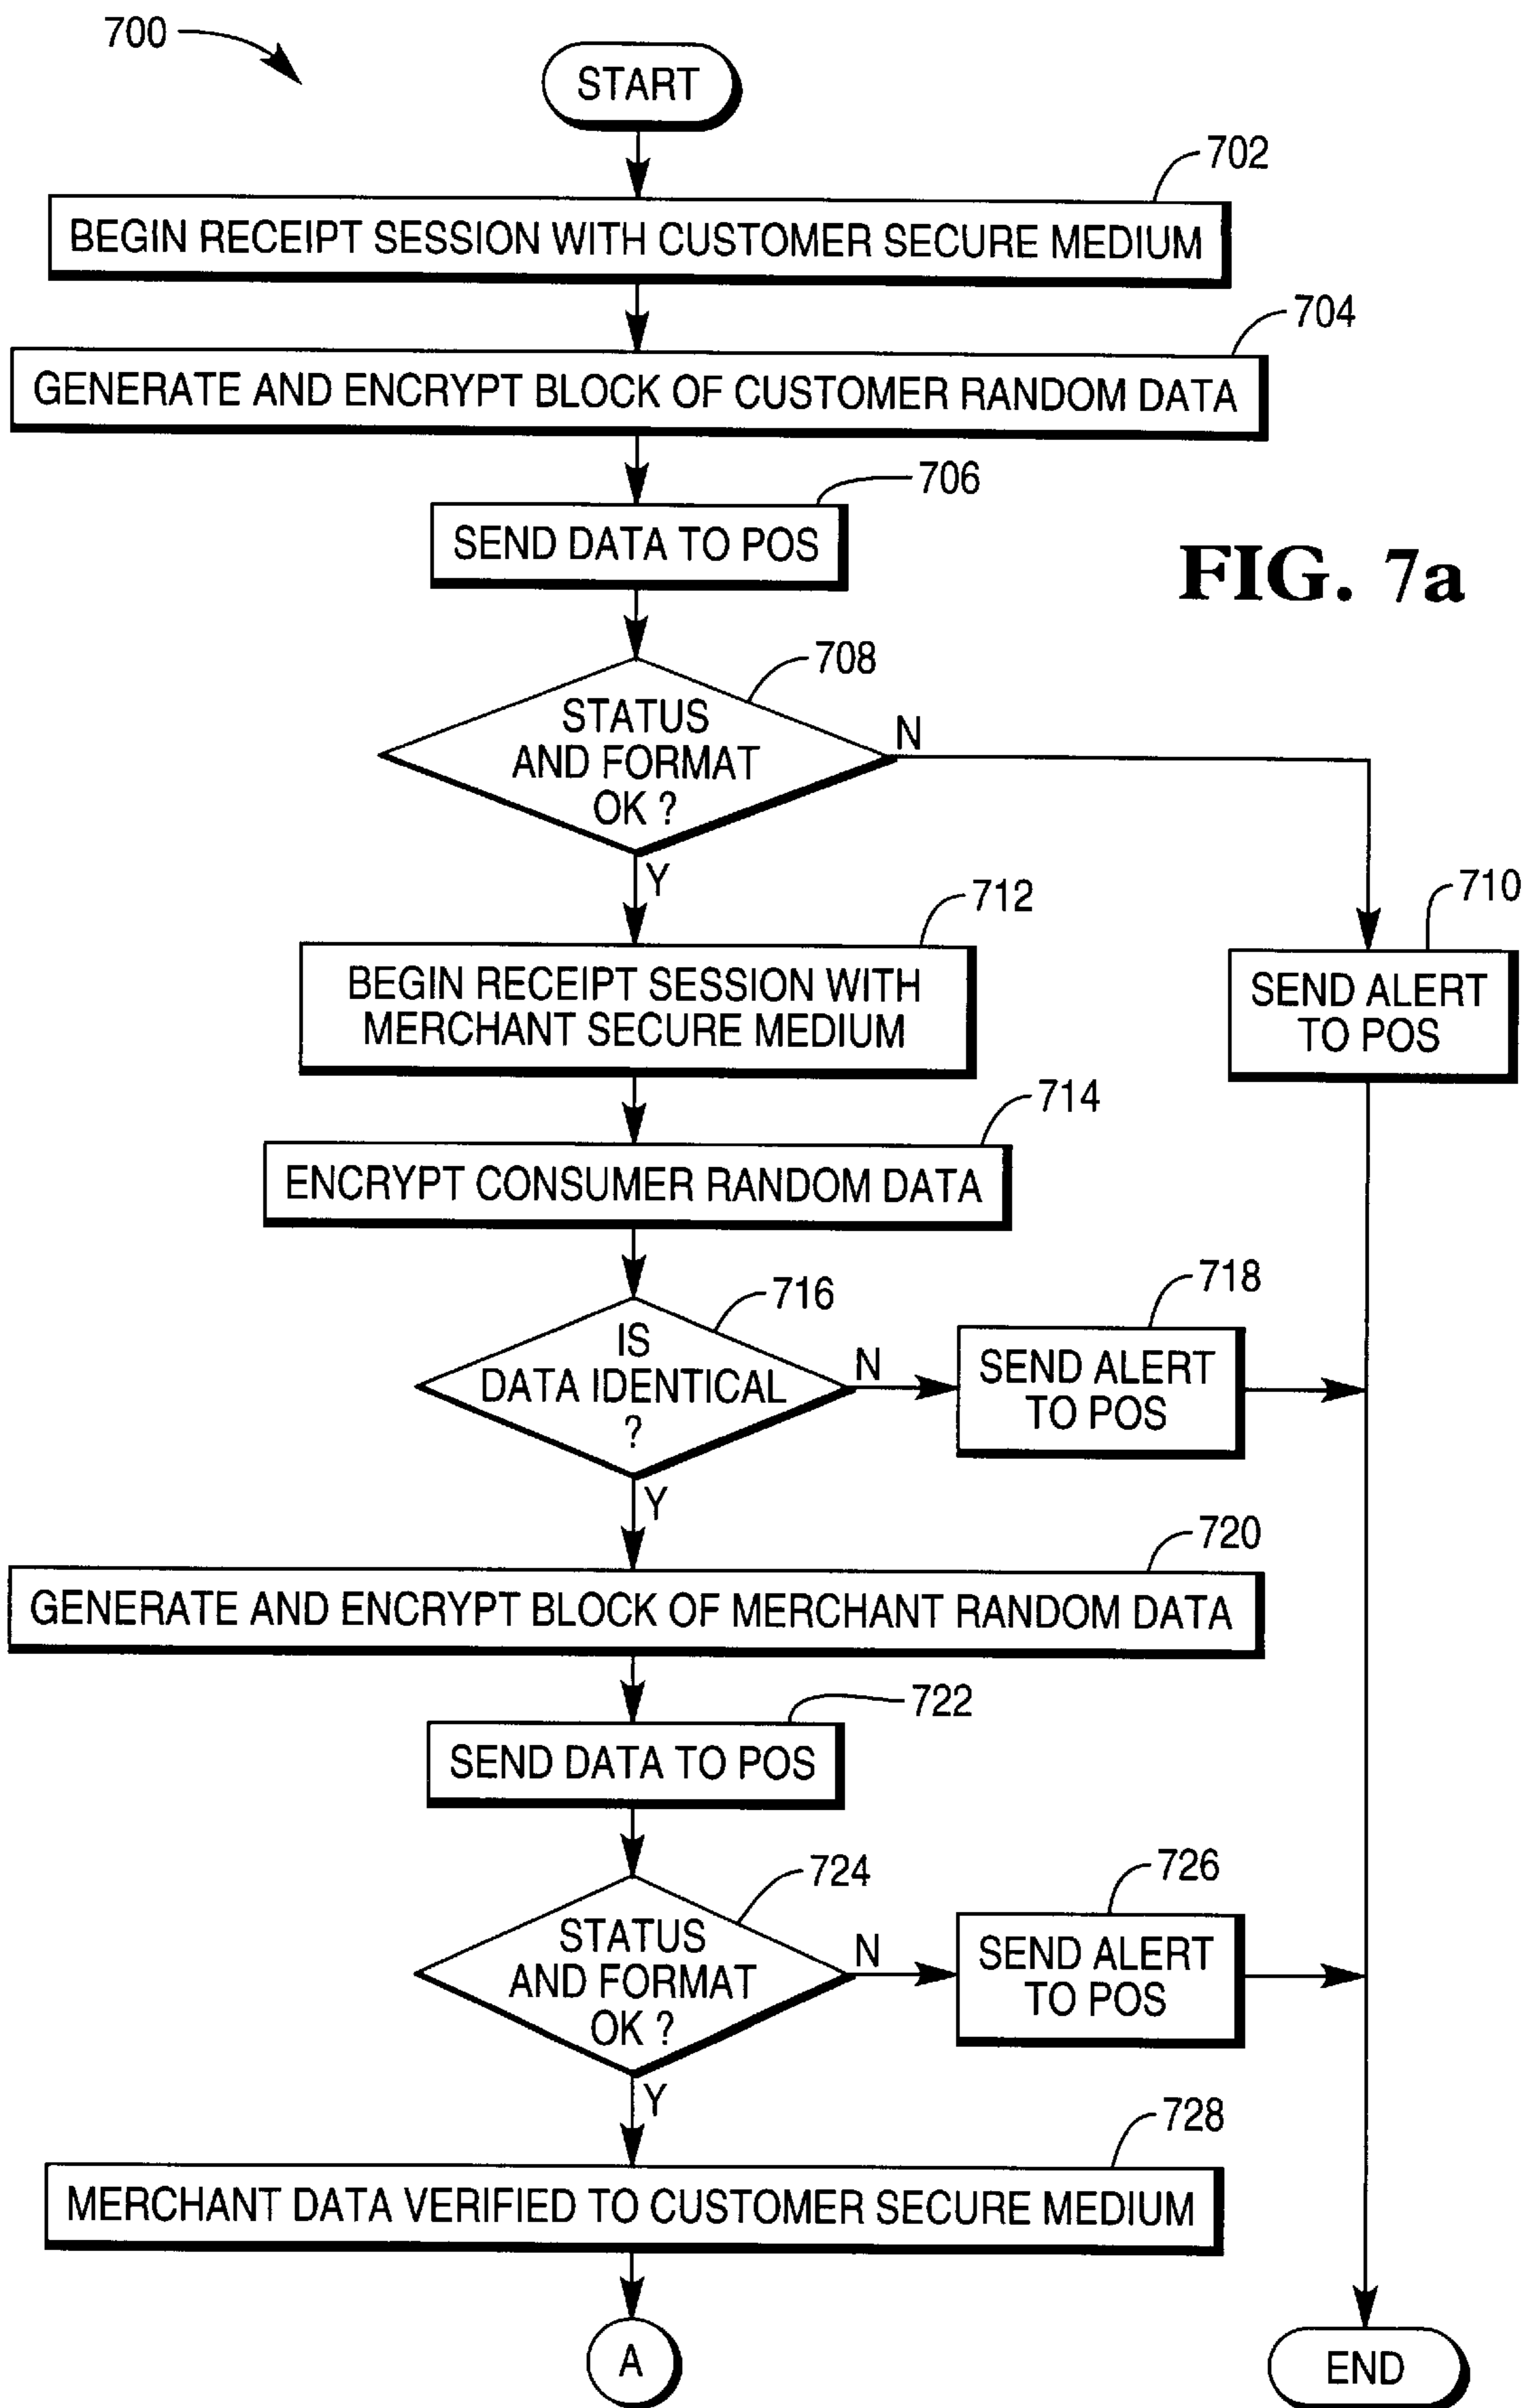 700
START
702
BEGIN RECEIPT SESSION WITH CUSTOMER SECURE MEDIUM
704
GENERATE AND ENCRYPT BLOCK OF CUSTOMER RANDOM DATA
706
SEND DATA TO POS
FIG. 7a
708
STATUS
AND FORMAT
OK ?
N
Y
710
SEND ALERT
TO POS
712
BEGIN RECEIPT SESSION WITH
MERCHANT SECURE MEDIUM
714
ENCRYPT CONSUMER RANDOM DATA
716
IS
DATA IDENTICAL
?
N
Y
718
SEND ALERT
TO POS
720
GENERATE AND ENCRYPT BLOCK OF MERCHANT RANDOM DATA
722
SEND DATA TO POS
724
STATUS
AND FORMAT
OK ?
N
Y
726
SEND ALERT
TO POS
728
MERCHANT DATA VERIFIED TO CUSTOMER SECURE MEDIUM
A
END